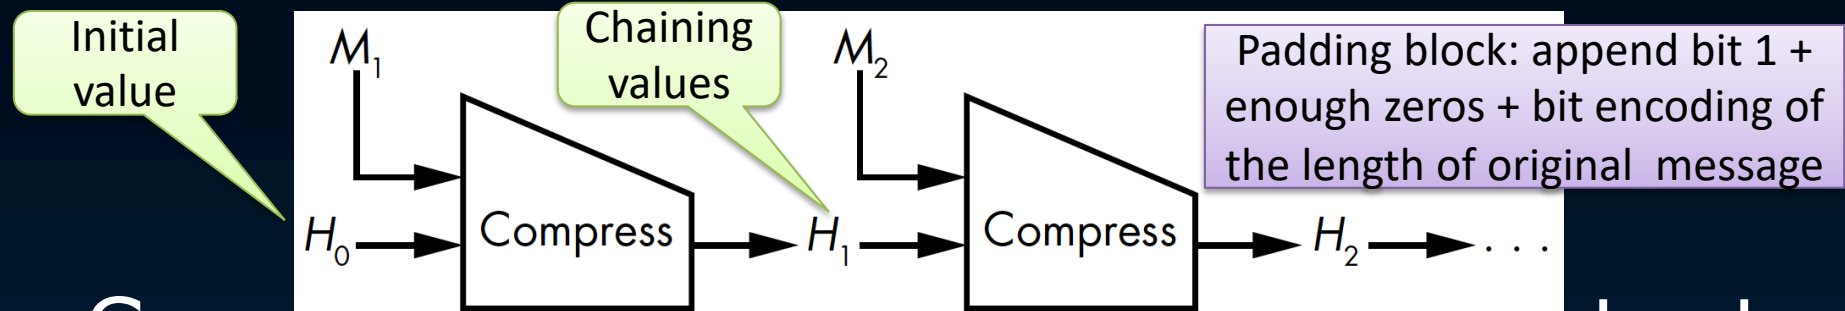 Initial
value
Chaining
values
Padding block: append bit 1 +
enough zeros + bit encoding of
the length of original message
M₁
M₂
Compress
Compress
H₀
H₁
H₂
. . .